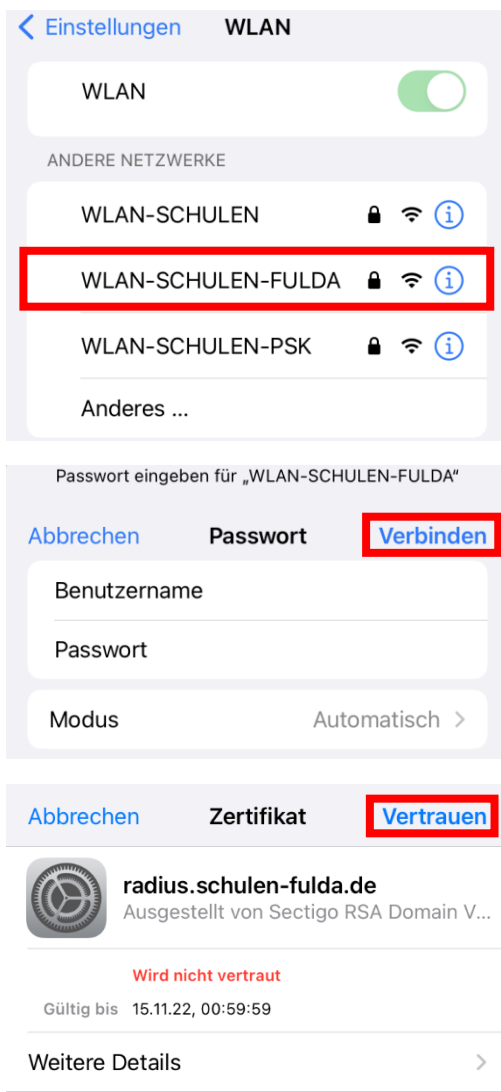 Einstellungen WLAN
WLAN
ANDERE NETZWERKE
WLAN-SCHULEN
WLAN-SCHULEN-FULDA
WLAN-SCHULEN-PSK
Anderes ...
Passwort eingeben für „WLAN-SCHULEN-FULDA“
Abbrechen Passwort Verbinden
Benutzername
Passwort
Modus Automatisch
Abbrechen Zertifikat Vertrauen
radius.schulen-fulda.de
Ausgestellt von Sectigo RSA Domain V...
Wird nicht vertraut
Gültig bis 15.11.22, 00:59:59
Weitere Details